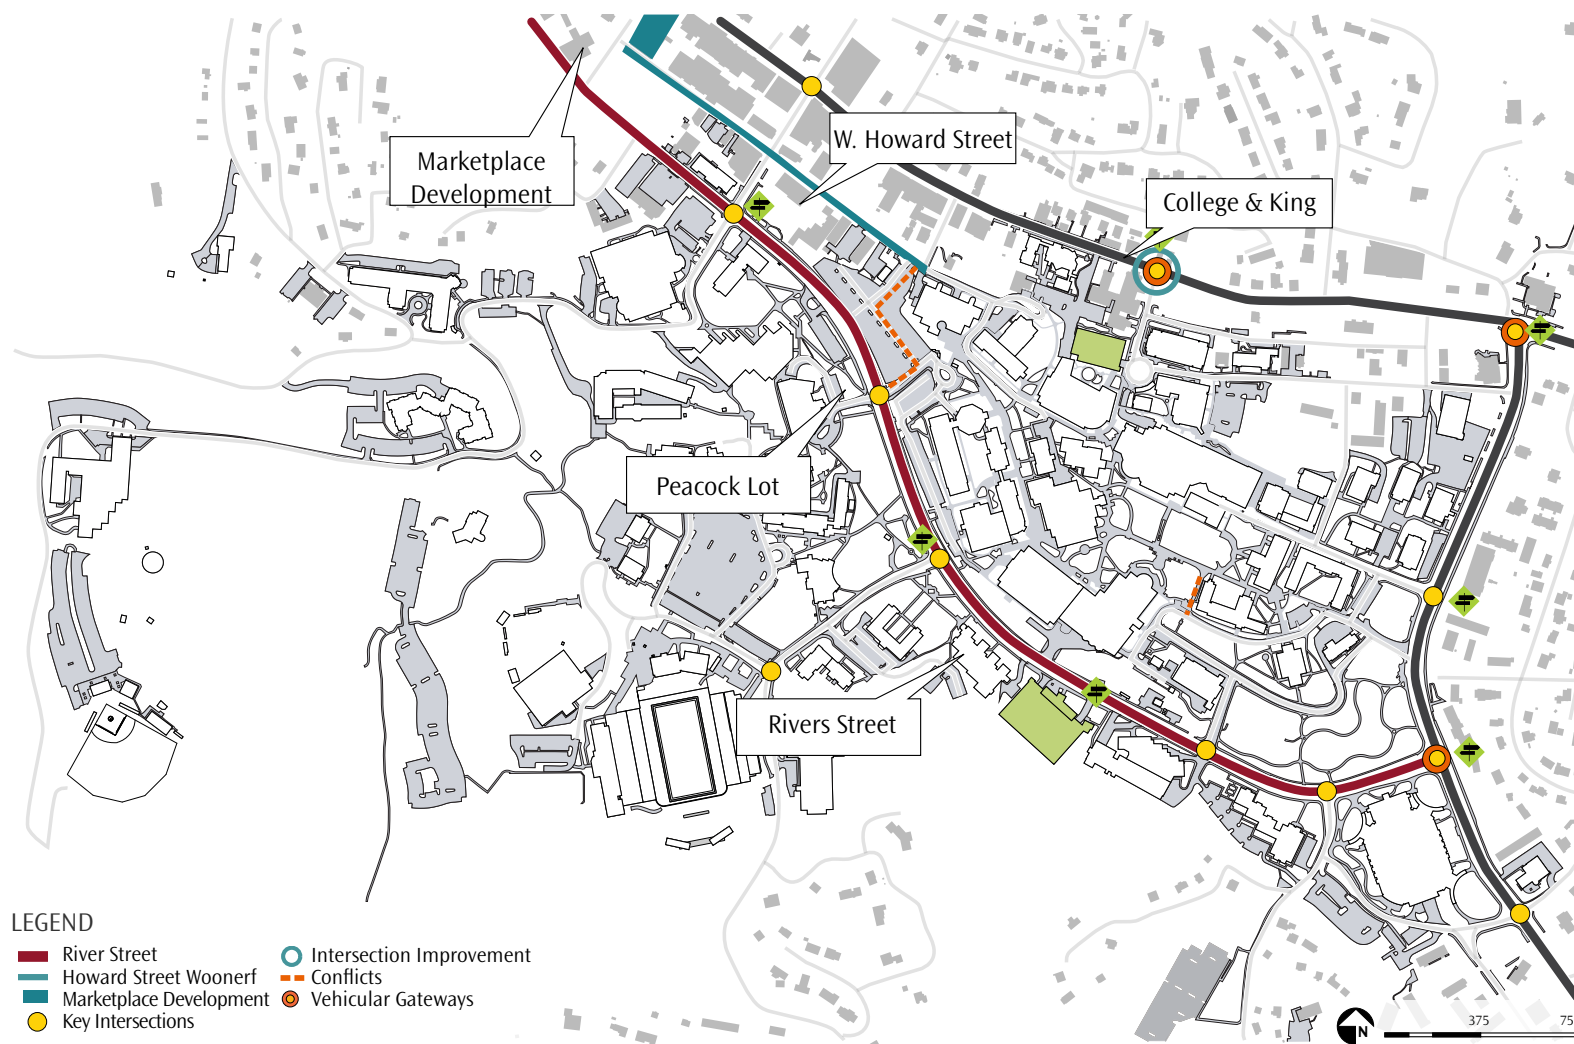 Marketplace
Development
W. Howard Street
College & King
Peacock Lot
Rivers Street
LEGEND
River Street
Howard Street Woonerf
Marketplace Development
Key Intersections
Intersection Improvement
Conflicts
Vehicular Gateways
N
375
75